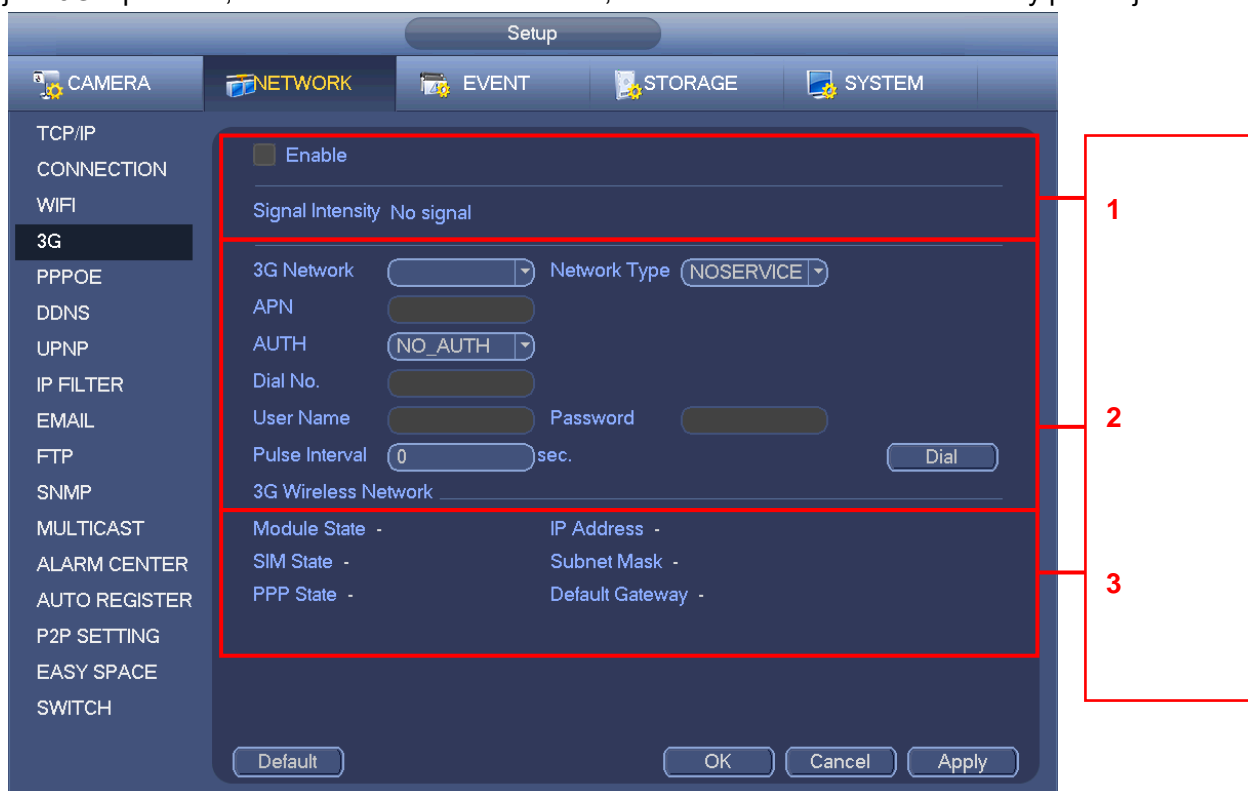 Setup
CAMERA NETWORK EVENT STORAGE SYSTEM
TCP/IP
CONNECTION
WIFI
3G
PPPOE
DDNS
UPNP
IP FILTER
EMAIL
FTP
SNMP
MULTICAST
ALARM CENTER
AUTO REGISTER
P2P SETTING
EASY SPACE
SWITCH
Enable
Signal Intensity No signal
3G Network Network Type NOSERVICE
APN
AUTH NO_AUTH
Dial No.
User Name Password
Pulse Interval 0 sec. Dial
3G Wireless Network
Module State - IP Address -
SIM State - Subnet Mask -
PPP State - Default Gateway -
Default OK Cancel Apply
1
2
3